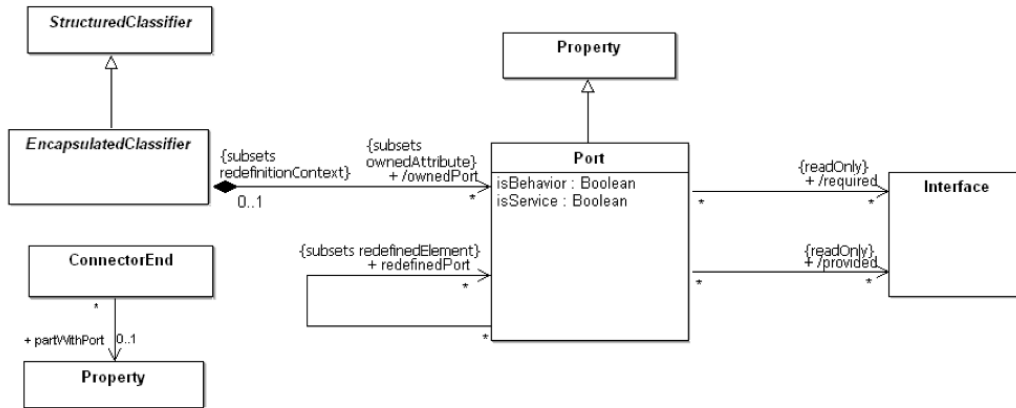 StructuredClassifier
Property
EncapsulatedClassifier
{subsets
redefinitionContext}
0..1
{subsets
ownedAttribute}
+ /ownedPort
*
Port
isBehavior : Boolean
isService : Boolean
{readOnly}
+ /required
*
*
Interface
{readOnly}
+ /provided
*
*
{subsets redefinedElement}
+ redefinedPort
*
*
ConnectorEnd
*
+ partWithPort
0..1
Property